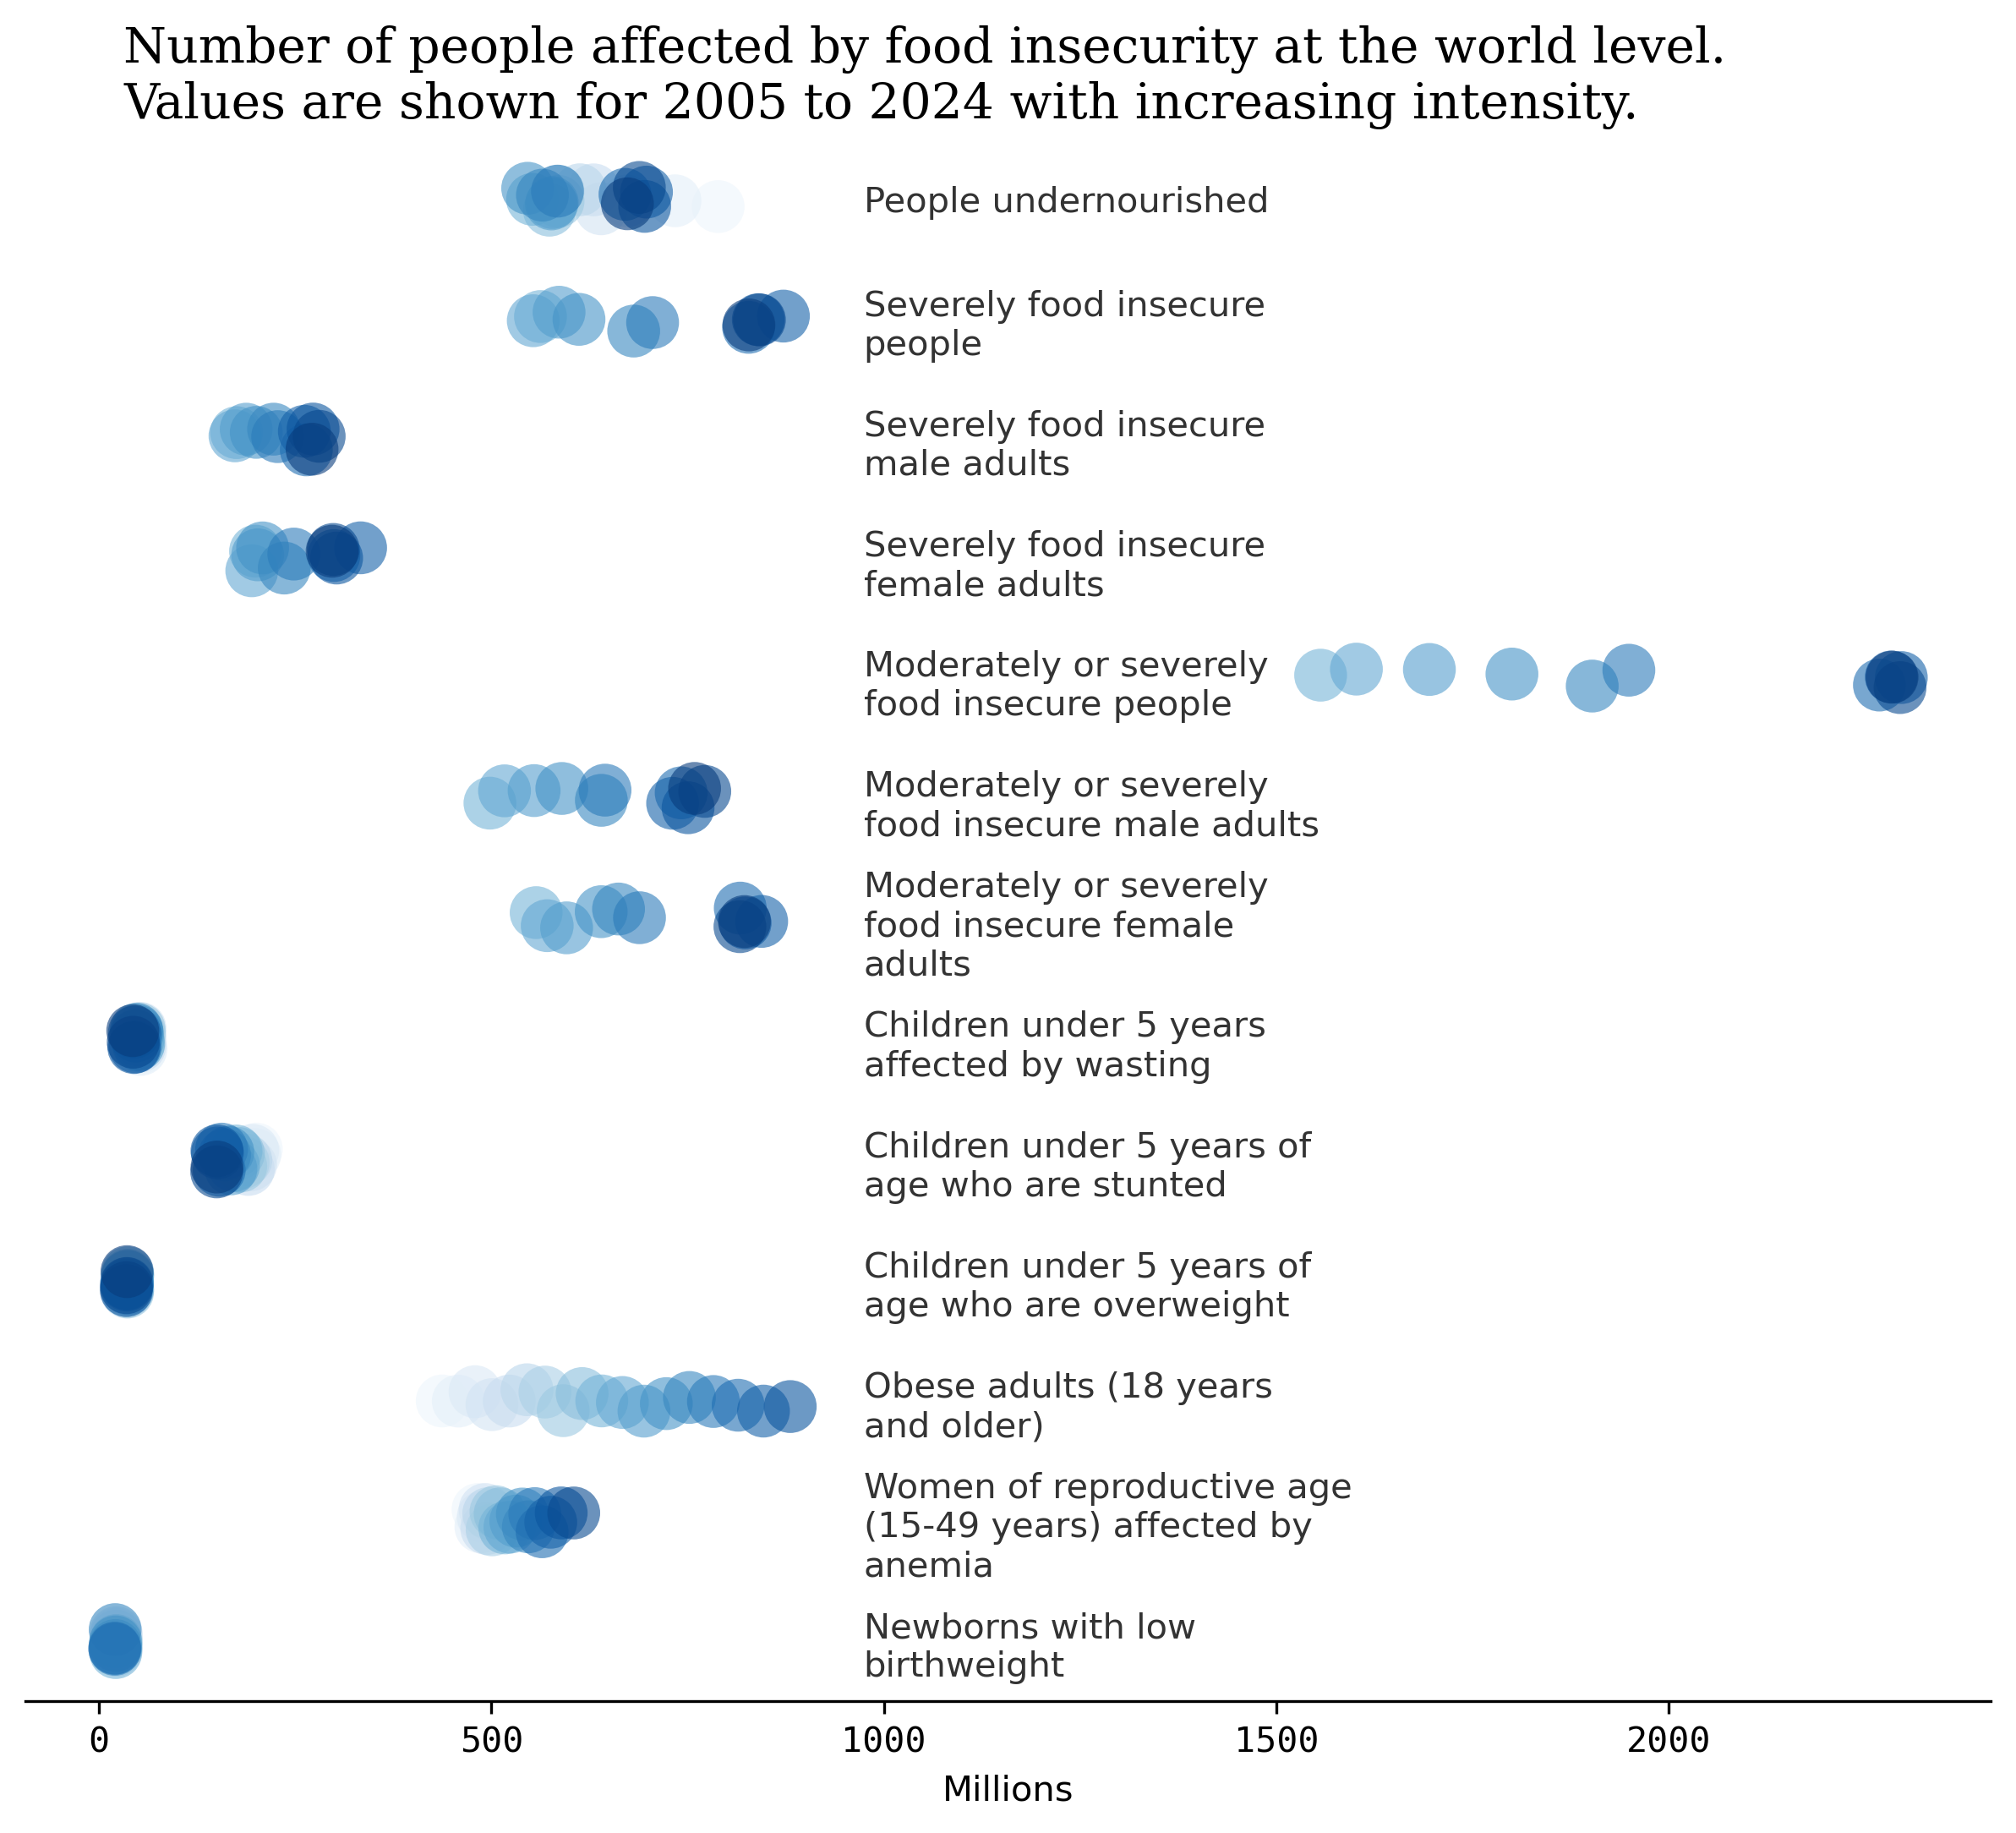 Number of people affected by food insecurity at the world level.
Values are shown for 2005 to 2024 with increasing intensity.
People undernourished
Severely food insecure
people
Severely food insecure
male adults
Severely food insecure
female adults
Moderately or severely
food insecure people
Moderately or severely
food insecure male adults
Moderately or severely
food insecure female
adults
Children under 5 years
affected by wasting
Children under 5 years of
age who are stunted
Children under 5 years of
age who are overweight
Obese adults (18 years
and older)
Women of reproductive age
(15-49 years) affected by
anemia
Newborns with low
birthweight
0 500 1000 1500 2000
Millions